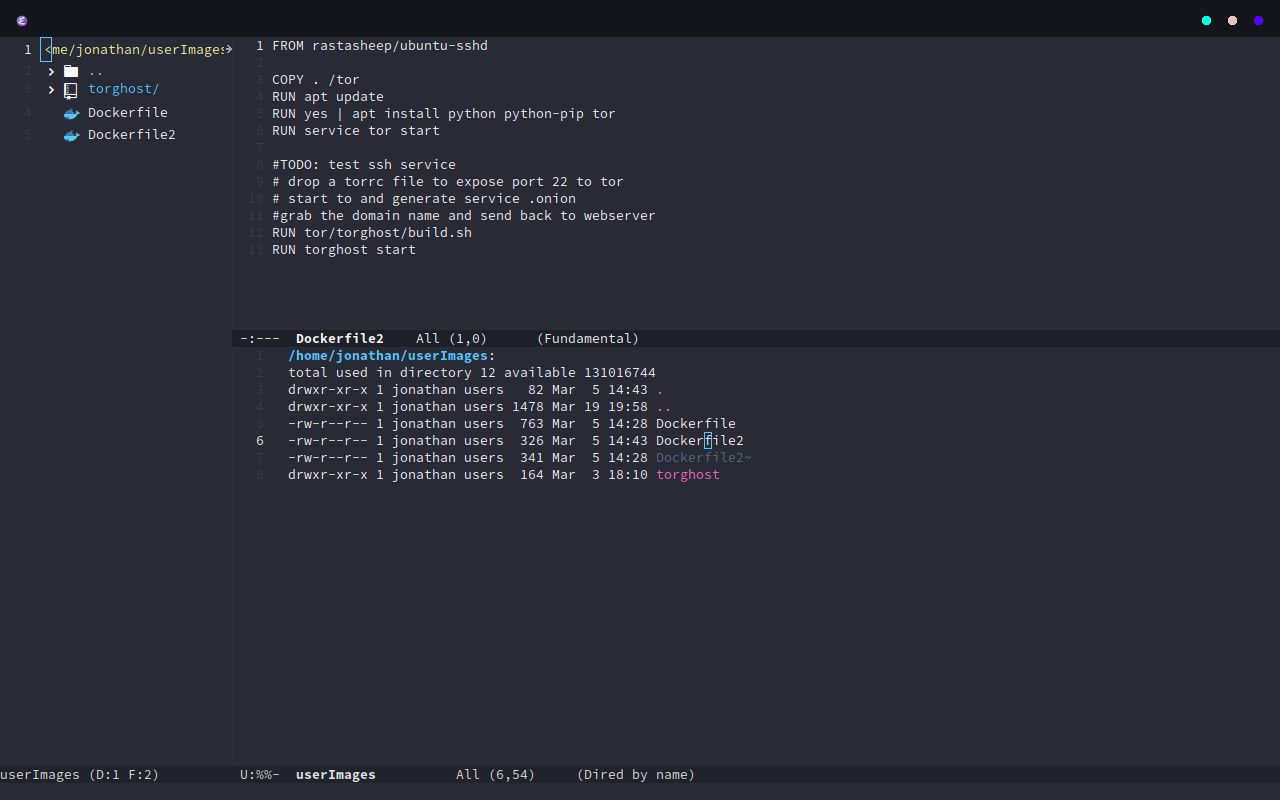 1 <me/jonathan/userImages
2 ..
3 torghost/
4 Dockerfile
5 Dockerfile2
1 FROM rastasheep/ubuntu-sshd
2
3 COPY . /tor
4 RUN apt update
5 RUN yes | apt install python python-pip tor
6 RUN service tor start
7
8 #TODO: test ssh service
9 # drop a torrc file to expose port 22 to tor
10 # start to and generate service .onion
11 #grab the domain name and send back to webserver
12 RUN tor/torghost/build.sh
13 RUN torghost start
-:---  Dockerfile2    All (1,0)      (Fundamental)
1 /home/jonathan/userImages:
2 total used in directory 12 available 131016744
3 drwxr-xr-x 1 jonathan users   82 Mar  5 14:43 .
4 drwxr-xr-x 1 jonathan users 1478 Mar 19 19:58 ..
5 -rw-r--r-- 1 jonathan users  763 Mar  5 14:28 Dockerfile
6 -rw-r--r-- 1 jonathan users  326 Mar  5 14:43 Dockerfile2
7 -rw-r--r-- 1 jonathan users  341 Mar  5 14:28 Dockerfile2~
8 drwxr-xr-x 1 jonathan users  164 Mar  3 18:10 torghost
userImages (D:1 F:2)
U:%%-  userImages          All (6,54)     (Dired by name)